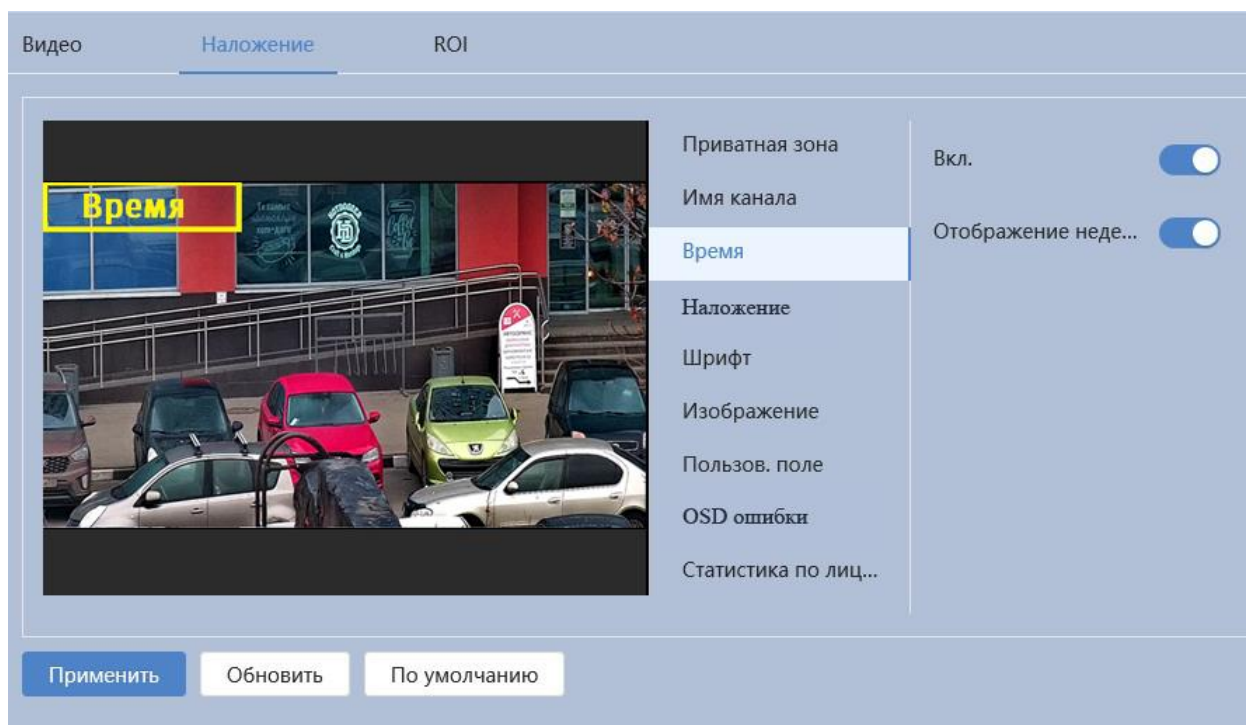 Видео
Наложение
ROI
Время
Приватная зона
Имя канала
Время
Наложение
Шрифт
Изображение
Пользов. поле
OSD ошибки
Статистика по лиц...
Вкл.
Отображение неде...
Применить
Обновить
По умолчанию